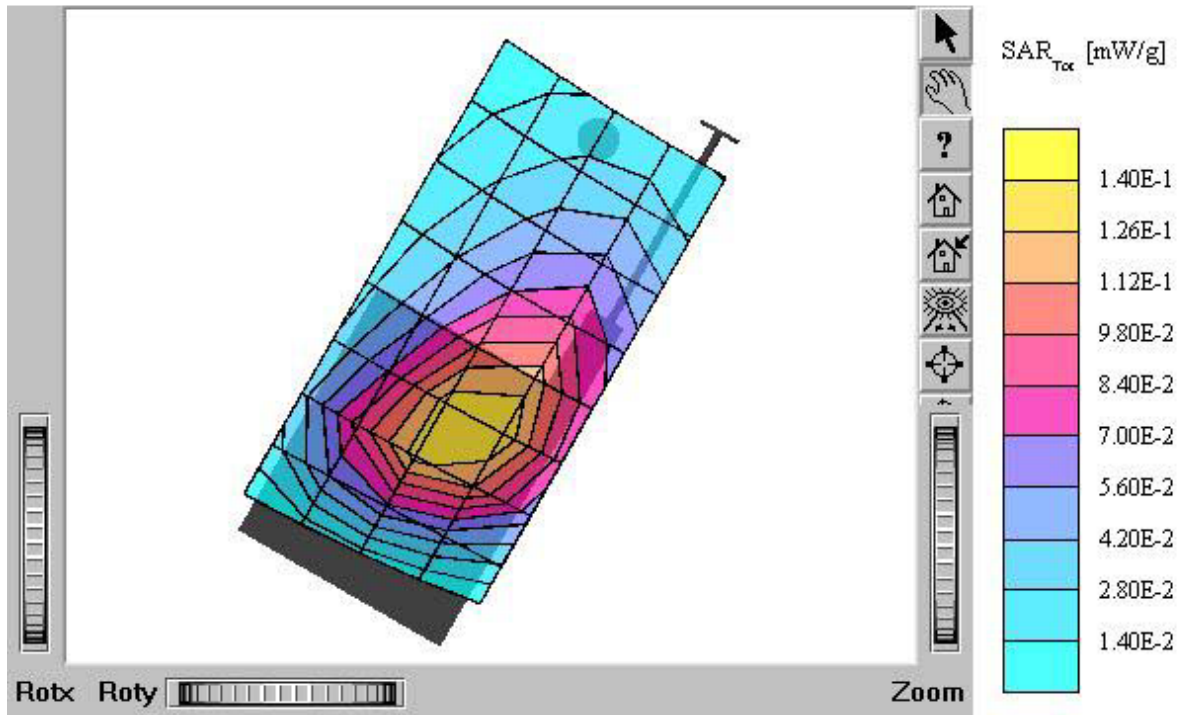 SAR_Tot [mW/g]
?
1.40E-1
1.26E-1
1.12E-1
9.80E-2
8.40E-2
7.00E-2
5.60E-2
4.20E-2
2.80E-2
1.40E-2
Rotx Roty Zoom